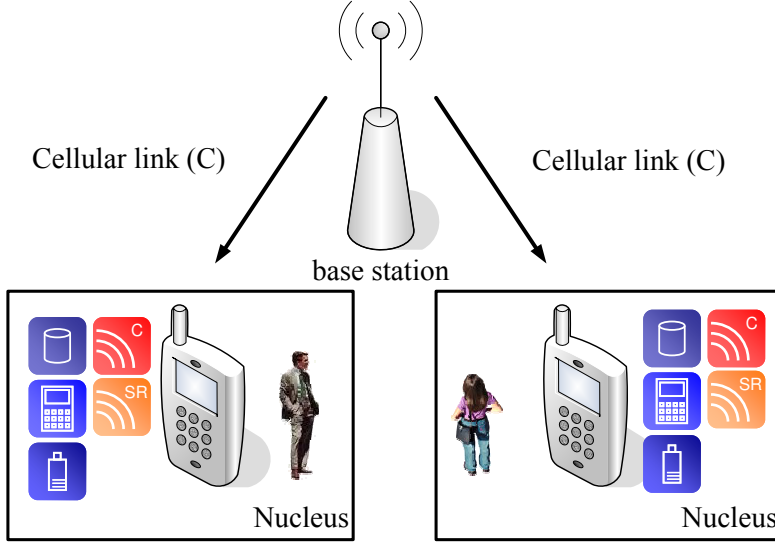 Cellular link (C)
Cellular link (C)
base station
C
SR
Nucleus
C
SR
Nucleus